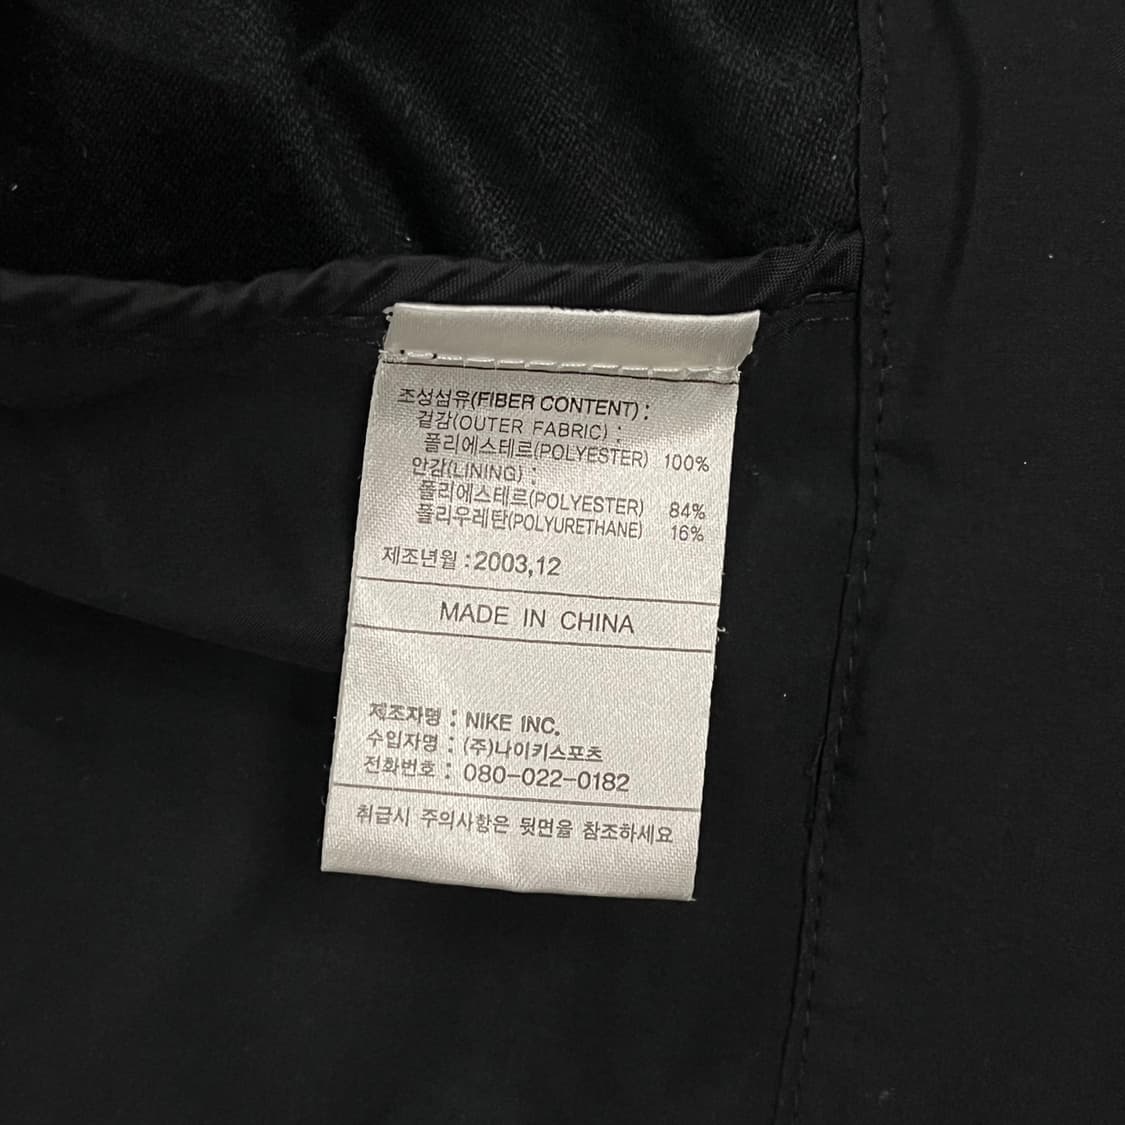 조성섬유(FIBER CONTENT) :
겉감(OUTER FABRIC) :
폴리에스테르(POLYESTER) 100%
안감(LINING) :
폴리에스테르(POLYESTER) 84%
폴리우레탄(POLYURETHANE) 16%
제조년월 : 2003,12
MADE IN CHINA
제조자명 : NIKE INC.
수입자명 : (주)나이키스포츠
전화번호 : 080-022-0182
취급시 주의사항은 뒷면을 참조하세요